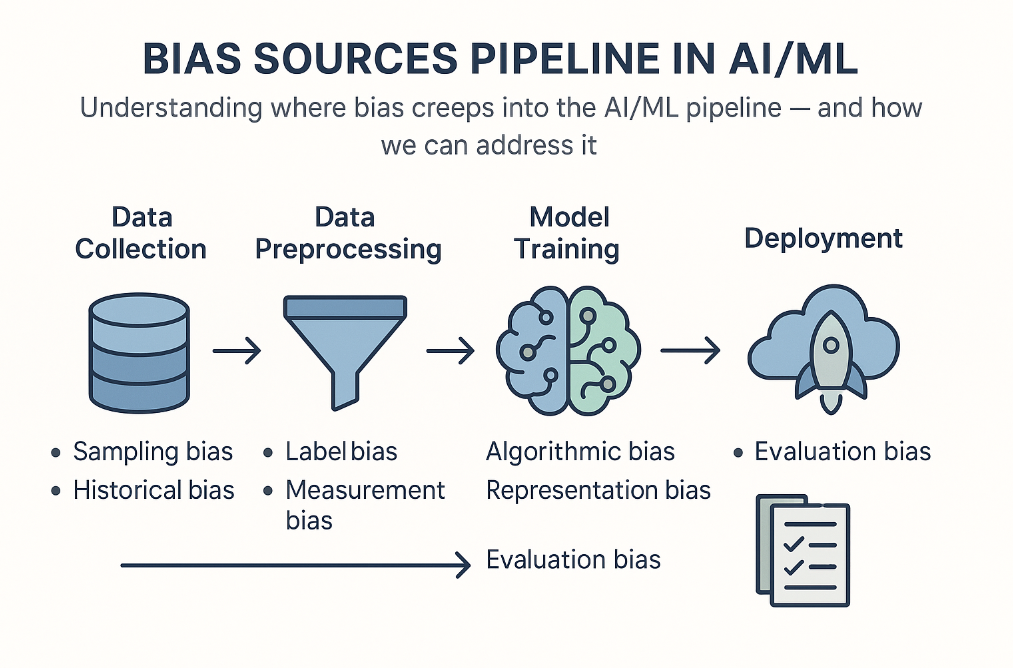 BIAS SOURCES PIPELINE IN AI/ML
Understanding where bias creeps into the AI/ML pipeline — and how
we can address it
Data
Collection
• Sampling bias
• Historical bias
Data
Preprocessing
• Label bias
• Measurement
bias
Model
Training
Algorithmic bias
Representation bias
Evaluation bias
Deployment
• Evaluation bias